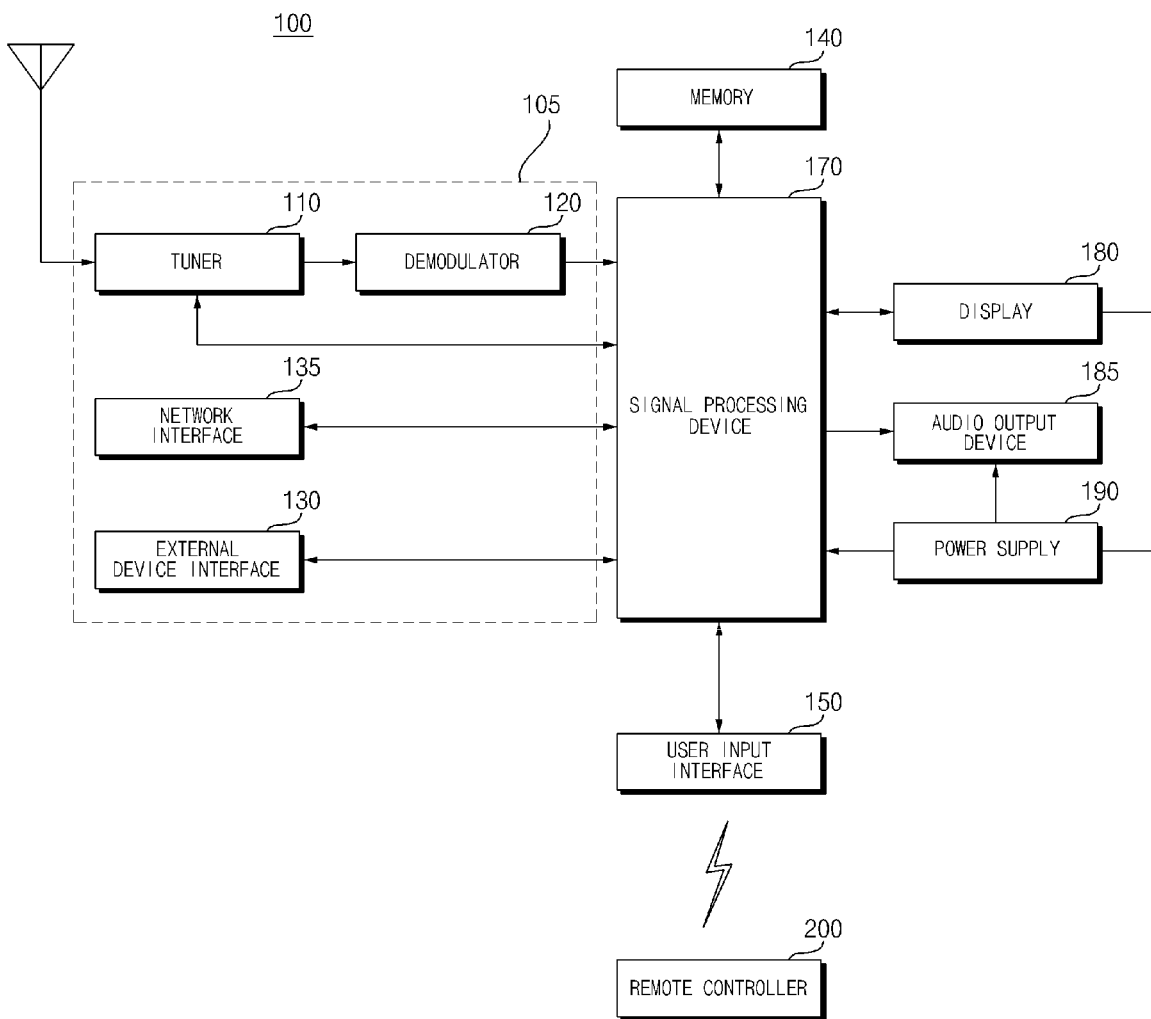 100
140
MEMORY
105
170
110
120
TUNER
DEMODULATOR
180
DISPLAY
135
NETWORK
INTERFACE
SIGNAL PROCESSING
DEVICE
185
AUDIO OUTPUT
DEVICE
130
EXTERNAL
DEVICE INTERFACE
190
POWER SUPPLY
150
USER INPUT
INTERFACE
200
REMOTE CONTROLLER